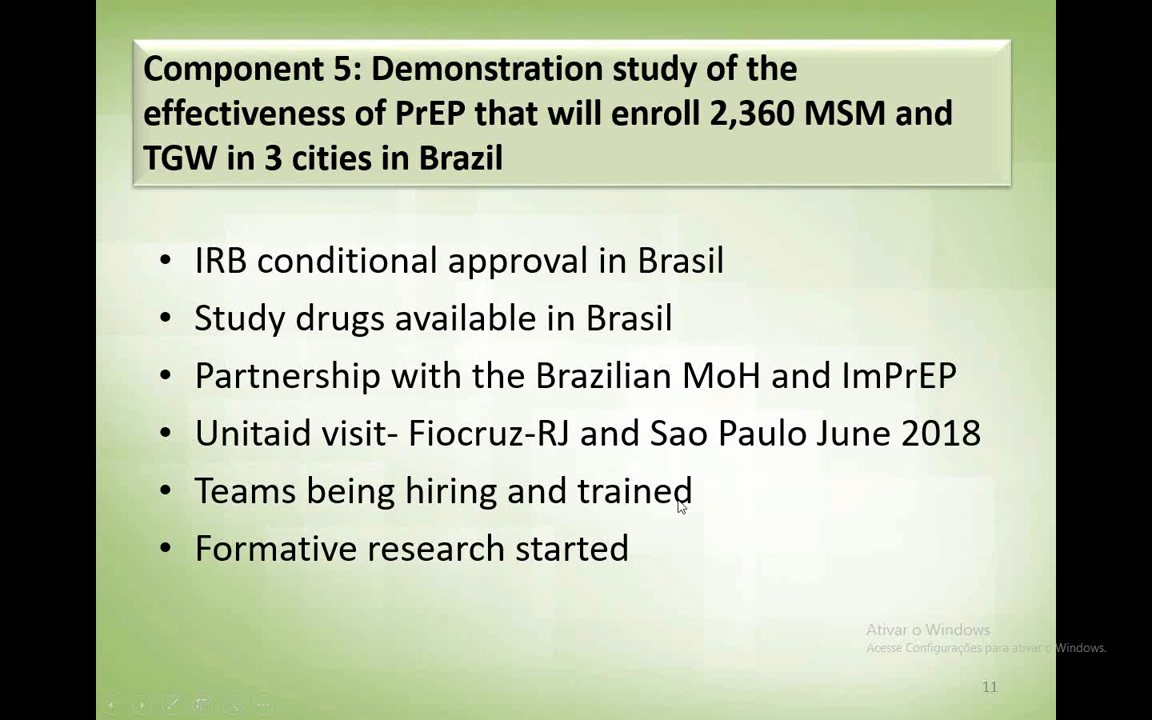 Component 5: Demonstration study of the
effectiveness of PrEP that will enroll 2,360 MSM and
TGW in 3 cities in Brazil
• IRB conditional approval in Brasil
• Study drugs available in Brasil
• Partnership with the Brazilian MoH and ImPrEP
• Unitaid visit- Fiocruz-RJ and Sao Paulo June 2018
• Teams being hiring and trained
• Formative research started
Ativar o Windows
Acesse Configurações para ativar o Windows.
11